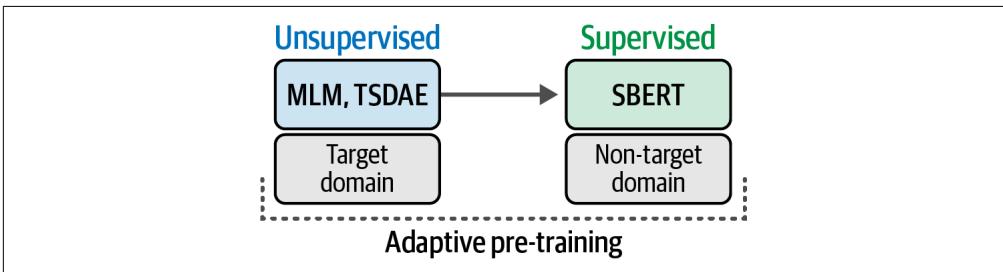 Unsupervised
Supervised
MLM, TSDAE
SBERT
Target
domain
Non-target
domain
Adaptive pre-training